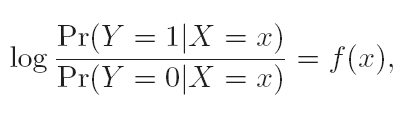 log Pr(Y = 1|X = x) / Pr(Y = 0|X = x) = f(x),